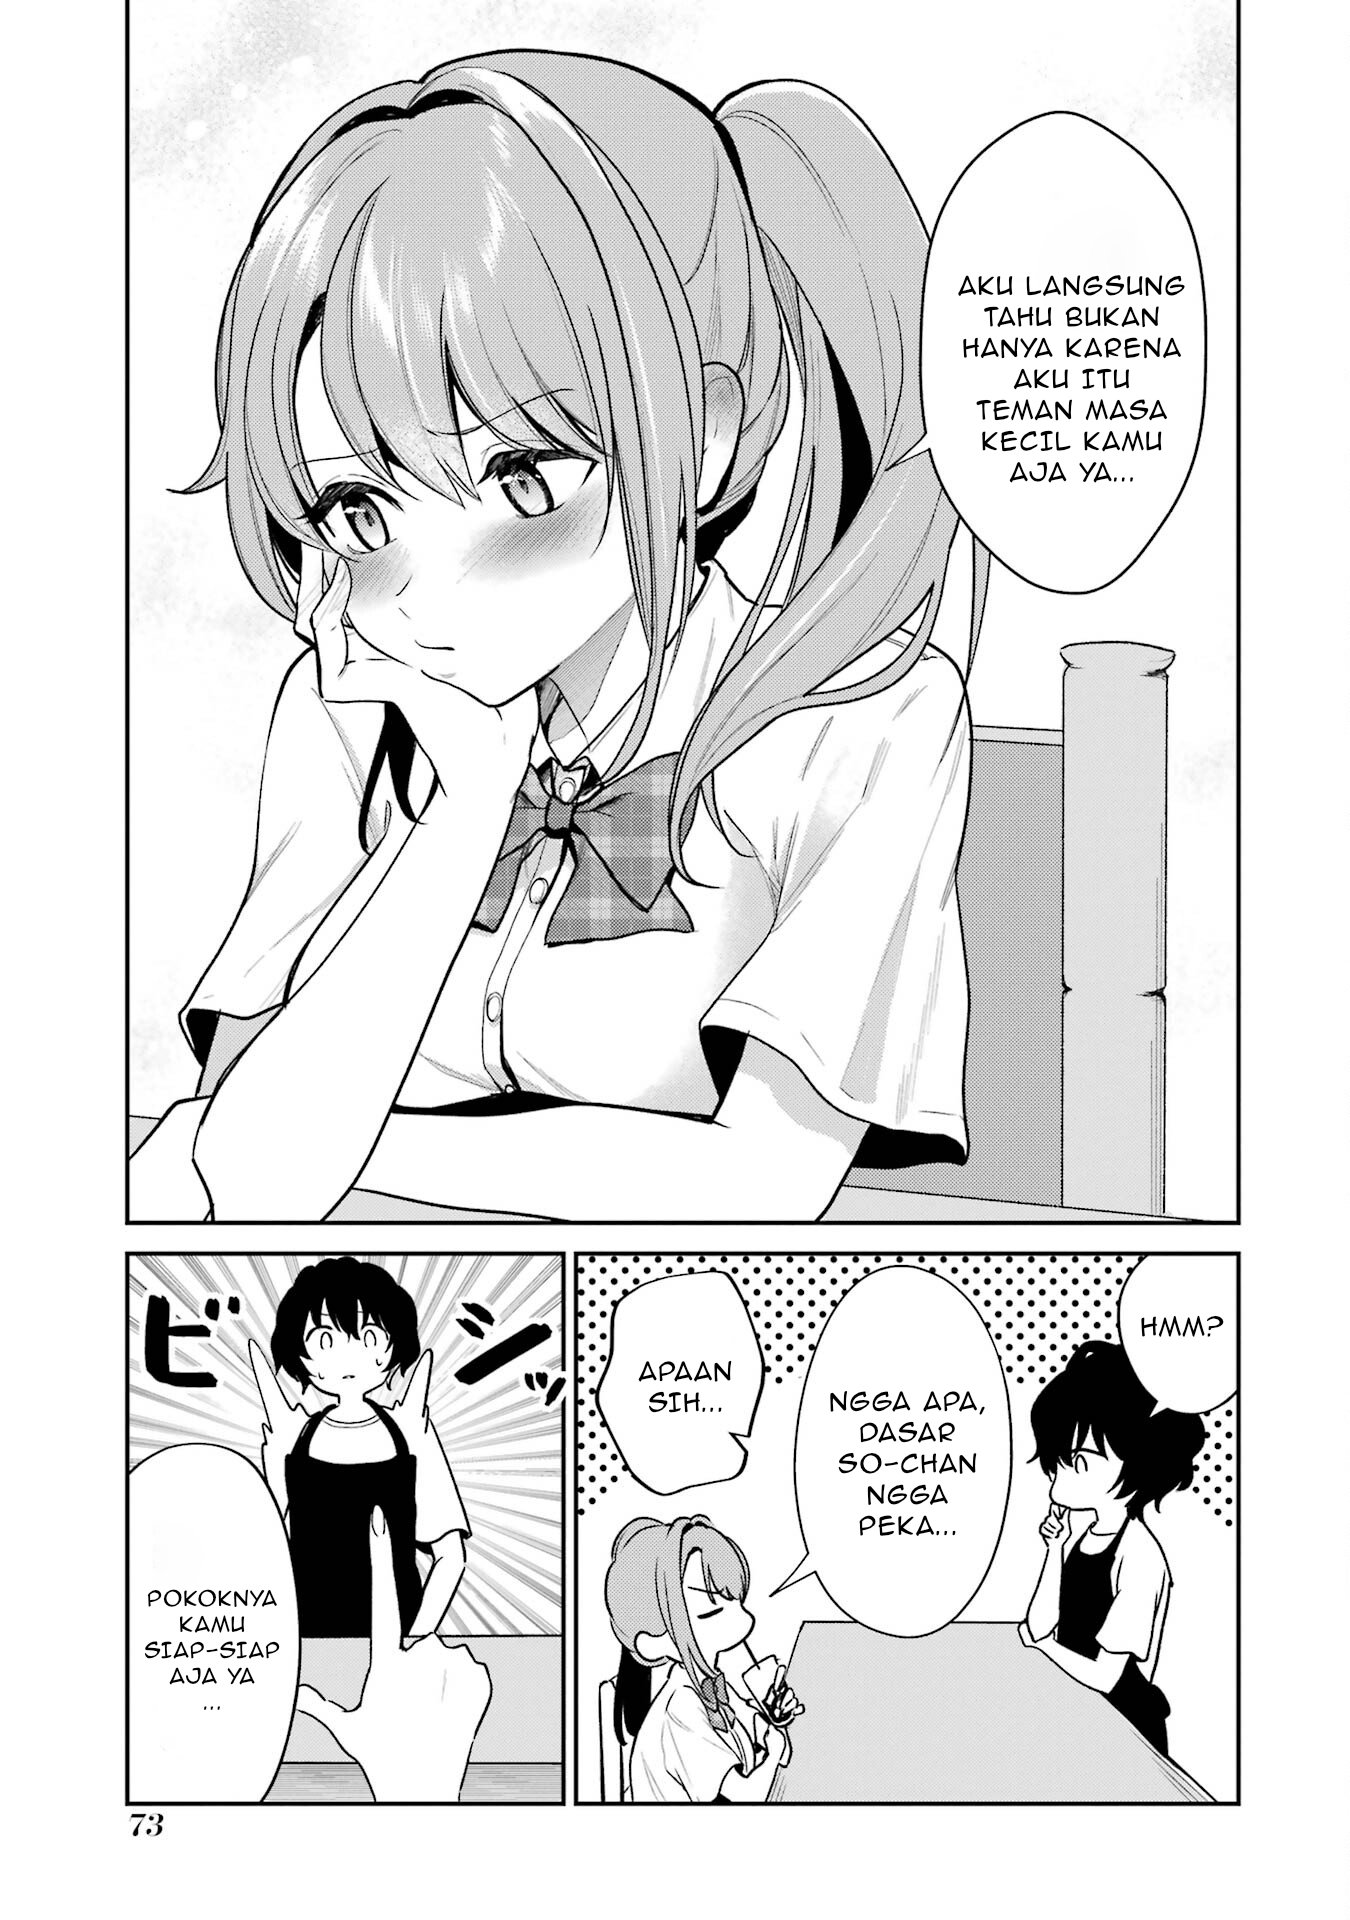 AKU LANGSUNG
TAHU BUKAN
HANYA KARENA
AKU ITU
TEMAN MASA
KECIL KAMU
AJA YA...
HMM?
NGGA APA,
DASAR
SO-CHAN
NGGA
PEKA...
APAAN
SIH...
ビシッ
POKOKNYA
KAMU
SIAP-SIAP
AJA YA
...
73